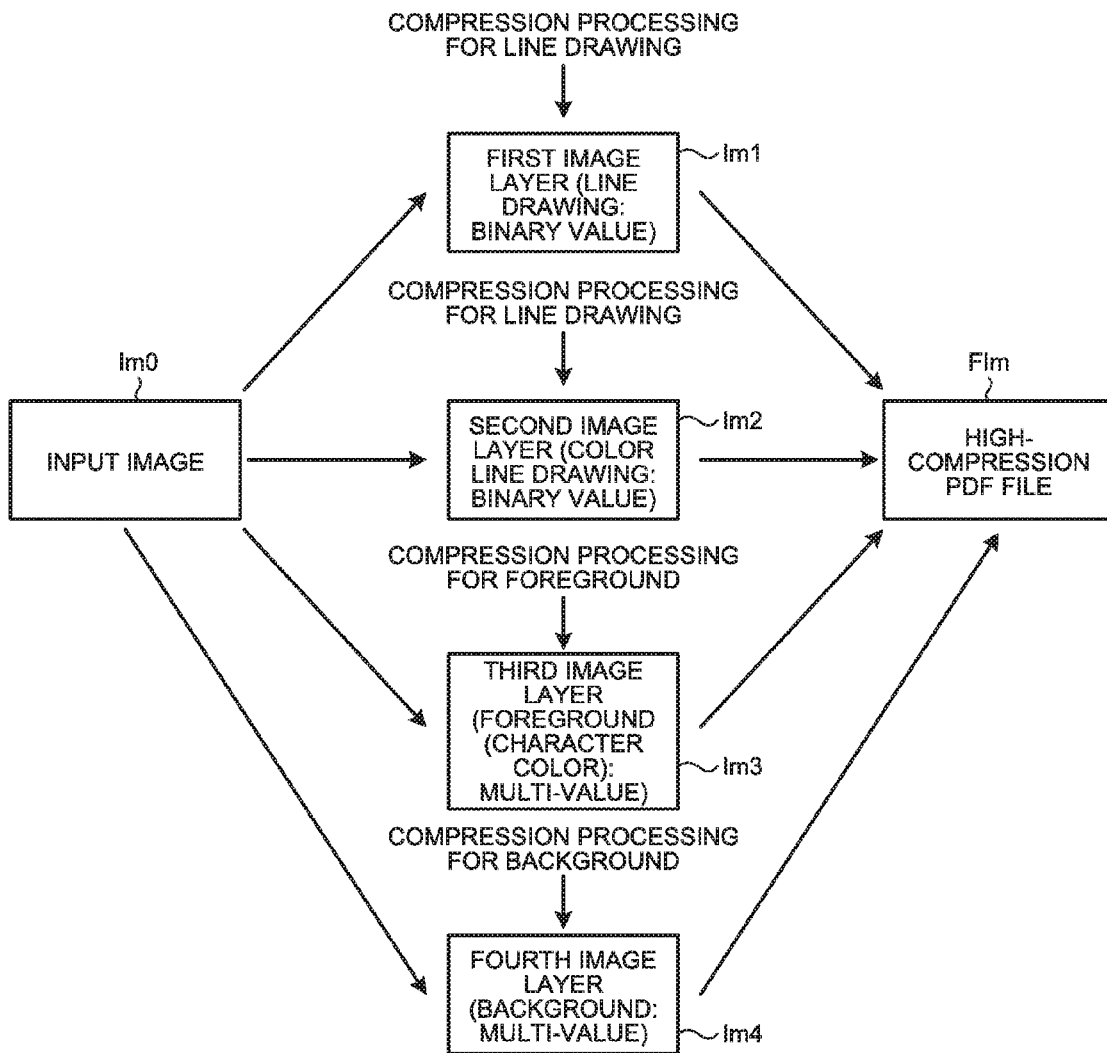 COMPRESSION PROCESSING
FOR LINE DRAWING
FIRST IMAGE
LAYER (LINE
DRAWING:
BINARY VALUE)
Im1
COMPRESSION PROCESSING
FOR LINE DRAWING
Im0
INPUT IMAGE
SECOND IMAGE
LAYER (COLOR
LINE DRAWING:
BINARY VALUE)
Im2
FIm
HIGH-
COMPRESSION
PDF FILE
COMPRESSION PROCESSING
FOR FOREGROUND
THIRD IMAGE
LAYER
(FOREGROUND
(CHARACTER
COLOR):
MULTI-VALUE)
Im3
COMPRESSION PROCESSING
FOR BACKGROUND
FOURTH IMAGE
LAYER
(BACKGROUND:
MULTI-VALUE)
Im4